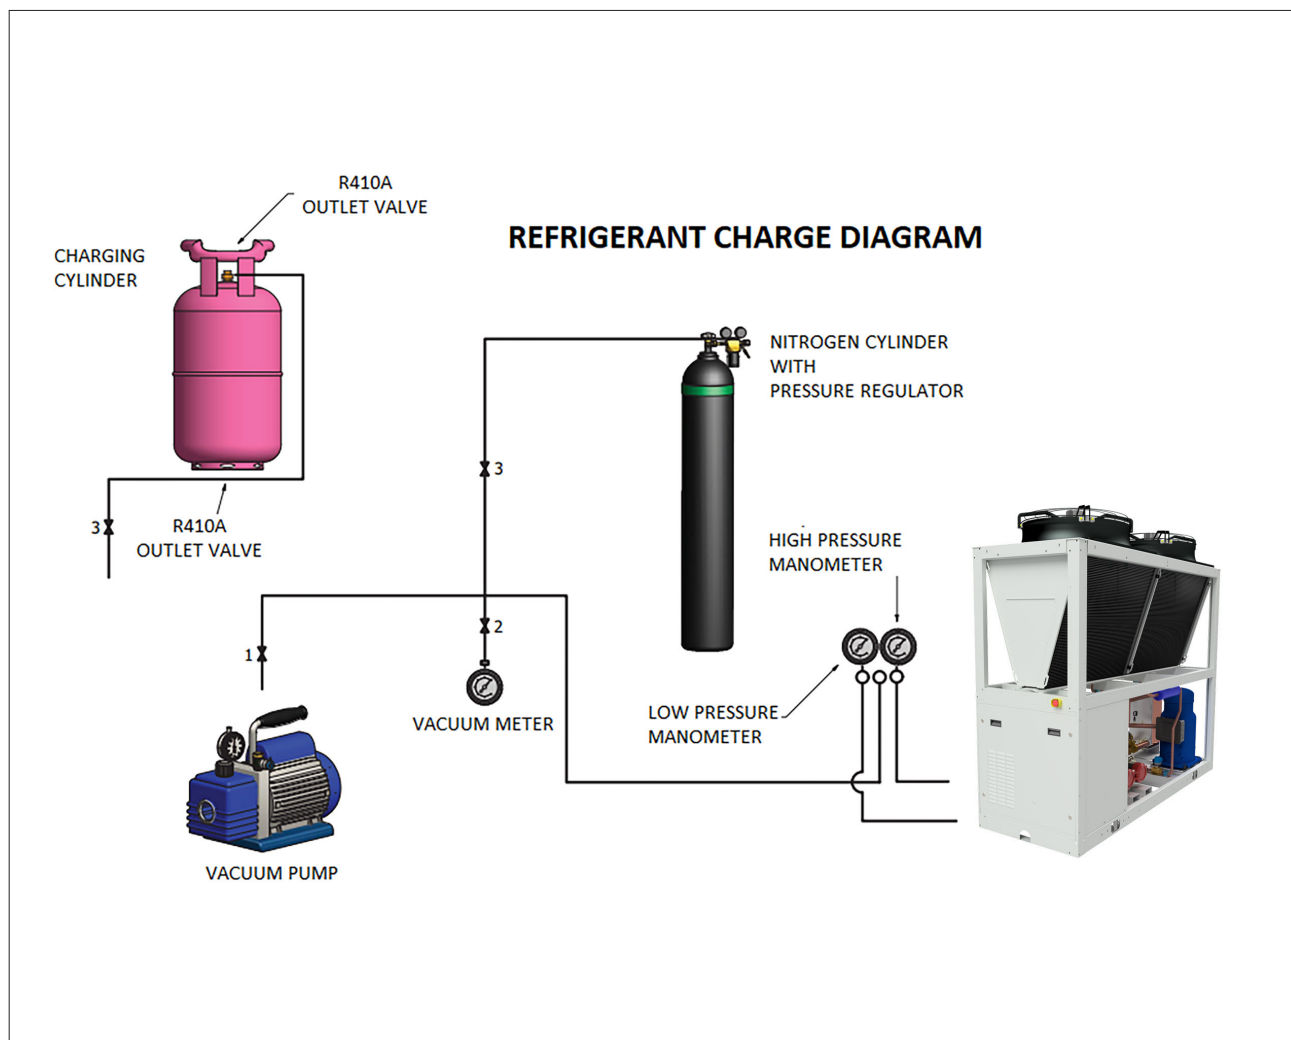 R410A
OUTLET VALVE
REFRIGERANT CHARGE DIAGRAM
CHARGING
CYLINDER
NITROGEN CYLINDER
WITH
PRESSURE REGULATOR
3
3
R410A
OUTLET VALVE
HIGH PRESSURE
MANOMETER
2
1
LOW PRESSURE
MANOMETER
VACUUM METER
VACUUM PUMP